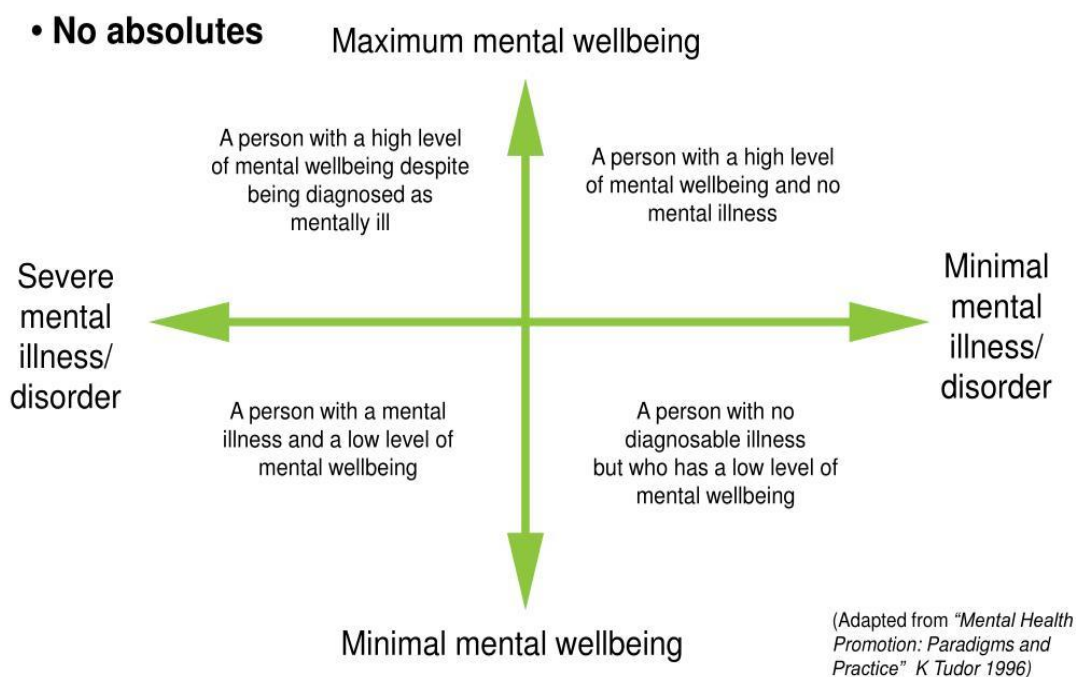 • No absolutes
Maximum mental wellbeing
A person with a high level
of mental wellbeing despite
being diagnosed as
mentally ill
A person with a high level
of mental wellbeing and no
mental illness
Severe
mental
illness/
disorder
Minimal
mental
illness/
disorder
A person with a mental
illness and a low level of
mental wellbeing
A person with no
diagnosable illness
but who has a low level of
mental wellbeing
Minimal mental wellbeing
(Adapted from “Mental Health
Promotion: Paradigms and
Practice” K Tudor 1996)